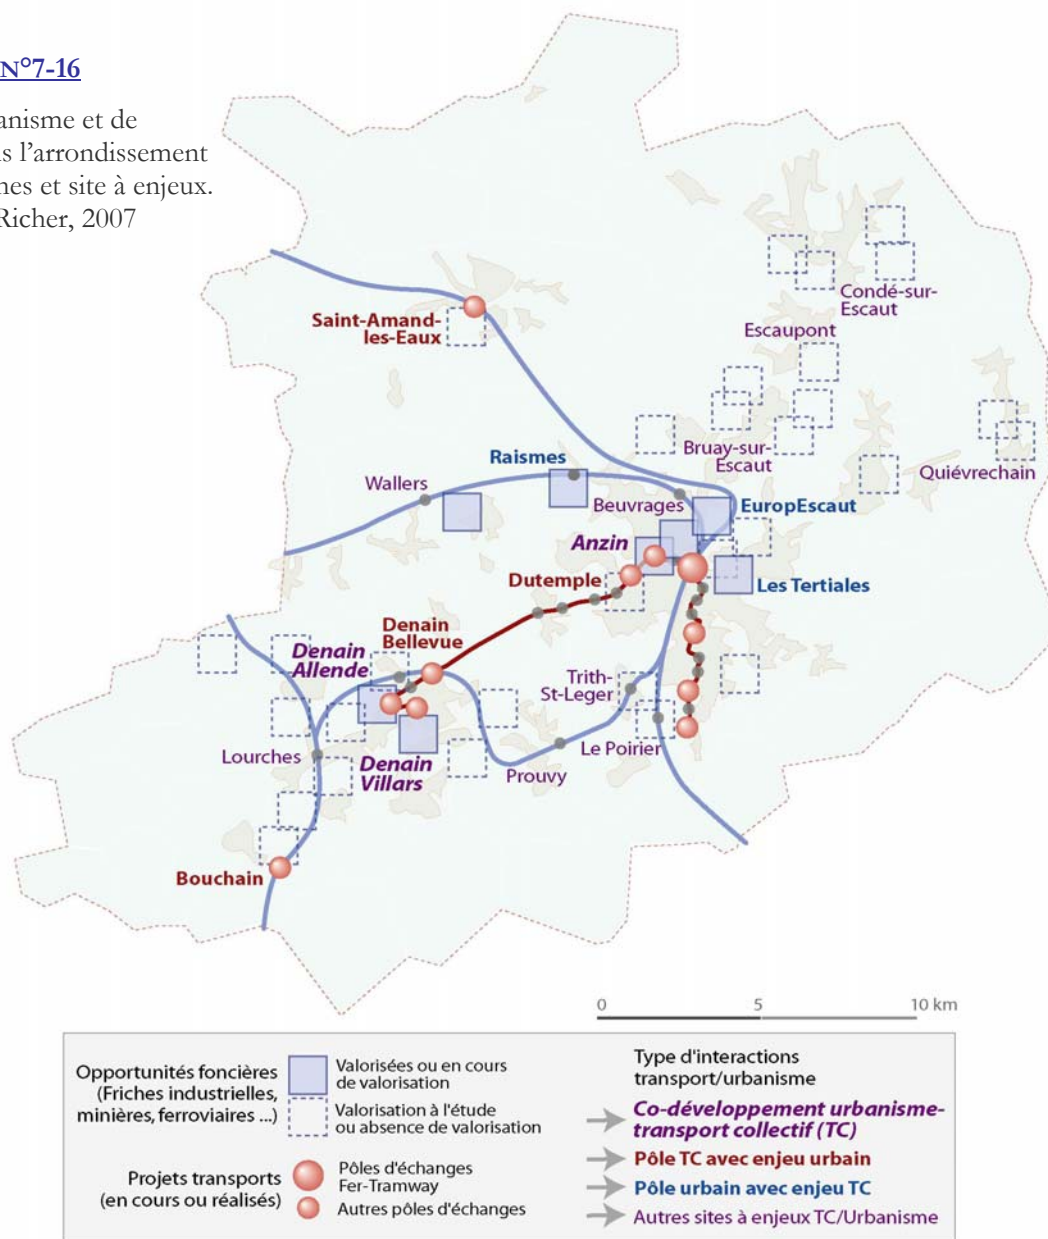 N°7-16
anisme et de
s l'arrondissement
nes et site à enjeux.
Richer, 2007
Saint-Amand-
les-Eaux
Condé-sur-
Escaut
Escaupont
Raismes
Bruay-sur-
Escaut
Wallers
Quiévrechain
Beuvrages
EuropEscaut
Anzin
Dutemple
Les Tertiales
Denain
Bellevue
Denain
Allende
Trith-
St-Leger
Lourches
Le Poirier
Denain
Villars
Prouvy
Bouchain
0 5 10 km
Opportunités foncières
(Friches industrielles,
minières, ferroviaires ...)
Valorisées ou en cours
de valorisation
Valorisation à l'étude
ou absence de valorisation
Projets transports
(en cours ou réalisés)
Pôles d'échanges
Fer-Tramway
Autres pôles d'échanges
Type d'interactions
transport/urbanisme
Co-développement urbanisme-
transport collectif (TC)
Pôle TC avec enjeu urbain
Pôle urbain avec enjeu TC
Autres sites à enjeux TC/Urbanisme